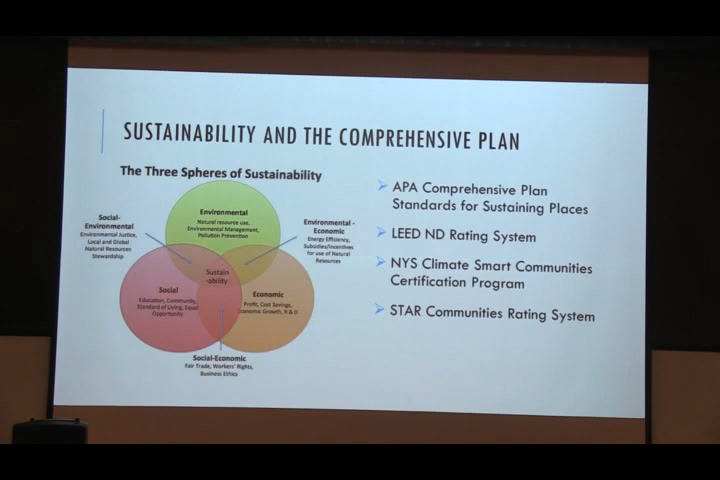 SUSTAINABILITY AND THE COMPREHENSIVE PLAN
The Three Spheres of Sustainability
Environmental
Natural resource use,
Environmental Management,
Pollution Prevention
Social-
Environmental
Environmental Justice,
Local and Global
Natural Resources
Stewardship
Environmental -
Economic
Energy Efficiency,
Subsidies/Incentives
for use of Natural
Resources
Sustain
-ability
Social
Education, Community,
Standard of Living, Equal
Opportunity
Economic
Profit, Cost Savings,
Economic Growth, R & D
Social-Economic
Fair Trade, Workers' Rights,
Business Ethics
APA Comprehensive Plan
Standards for Sustaining Places
LEED ND Rating System
NYS Climate Smart Communities
Certification Program
STAR Communities Rating System